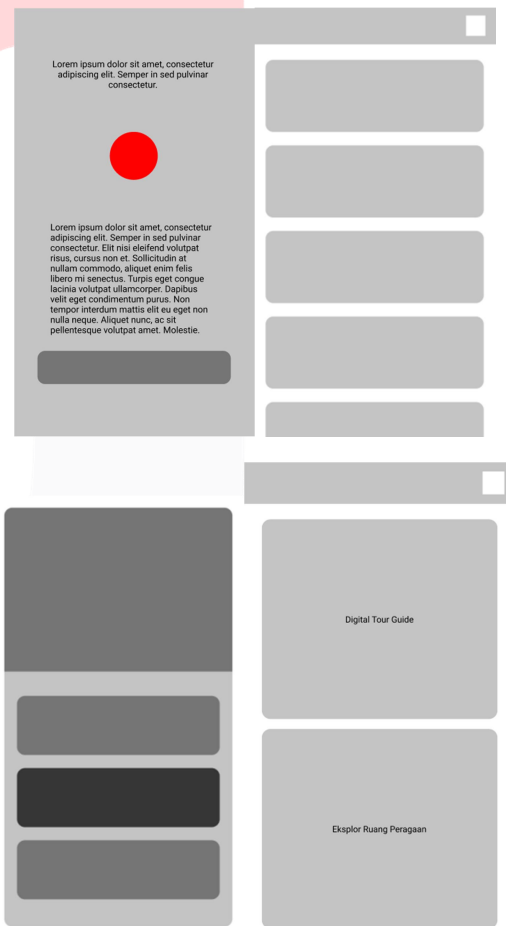 Lorem ipsum dolor sit amet, consectetur
adipiscing elit. Semper in sed pulvinar
consectetur.
Lorem ipsum dolor sit amet, consectetur
adipiscing elit. Semper in sed pulvinar
consectetur. Elit nisi eleifend volutpat
risus, cursus non et. Sollicitudin at
nullam commodo, aliquet enim felis
libero mi senectus. Turpis eget congue
lacinia volutpat ullamcorper. Dapibus
velit eget condimentum purus. Non
tempor interdum mattis elit eu eget non
nulla neque. Aliquet nunc, ac sit
pellentesque volutpat amet. Molestie.
Digital Tour Guide
Eksplor Ruang Peragaan